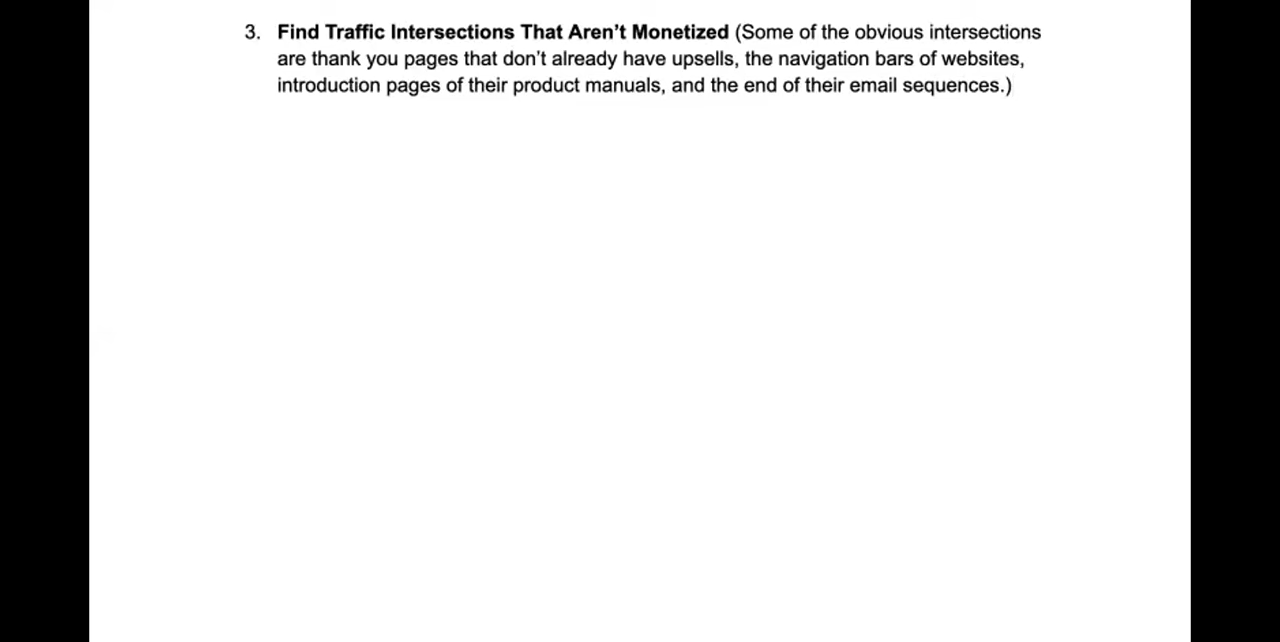 3. Find Traffic Intersections That Aren’t Monetized (Some of the obvious intersections
are thank you pages that don’t already have upsells, the navigation bars of websites,
introduction pages of their product manuals, and the end of their email sequences.)